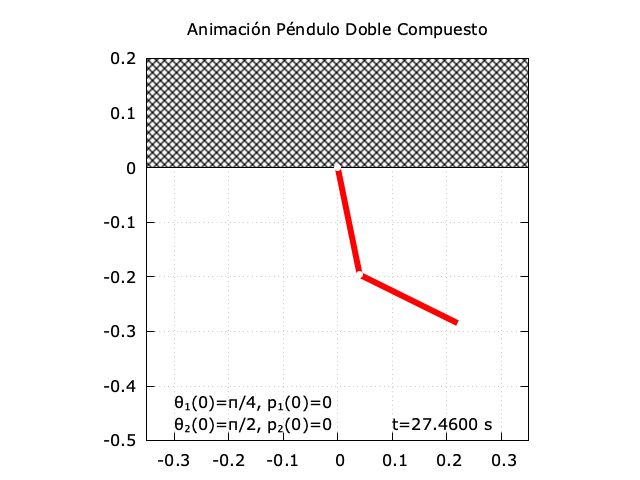 Animación Péndulo Doble Compuesto
0.2
0.1
0
-0.1
-0.2
-0.3
-0.4
-0.5
θ₁(0)=π/4, p₁(0)=0
θ₂(0)=π/2, p₂(0)=0 t=27.4600 s
-0.3 -0.2 -0.1 0 0.1 0.2 0.3